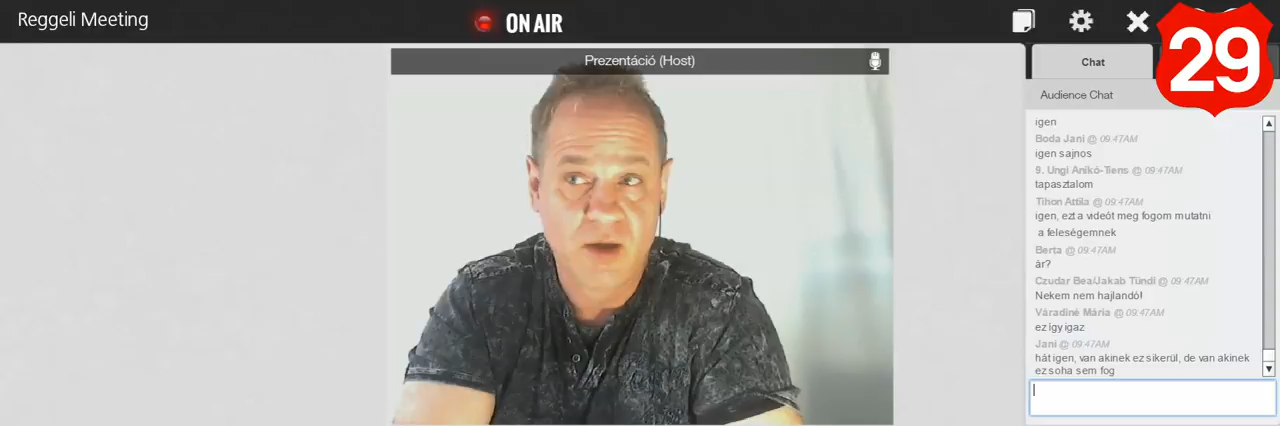 Reggeli Meeting
ON AIR
29
Prezentáció (Host)
Chat
Audience Chat
igen
Boda Jani @ 09:47AM
igen sajnos
9. Ungi Anikó-Tiens @ 09:47AM
tapasztalom
Tihon Attila @ 09:47AM
igen, ezt a videót meg fogom mutatni
a feleségemnek
Berta @ 09:47AM
ár?
Czudar Bea/Jakab Tündi @ 09:47AM
Nekem nem hajlandó!
Váradiné Mária @ 09:47AM
ez így igaz
Jani @ 09:47AM
hát igen, van akinek ez sikerül, de van akinek
ez soha sem fog